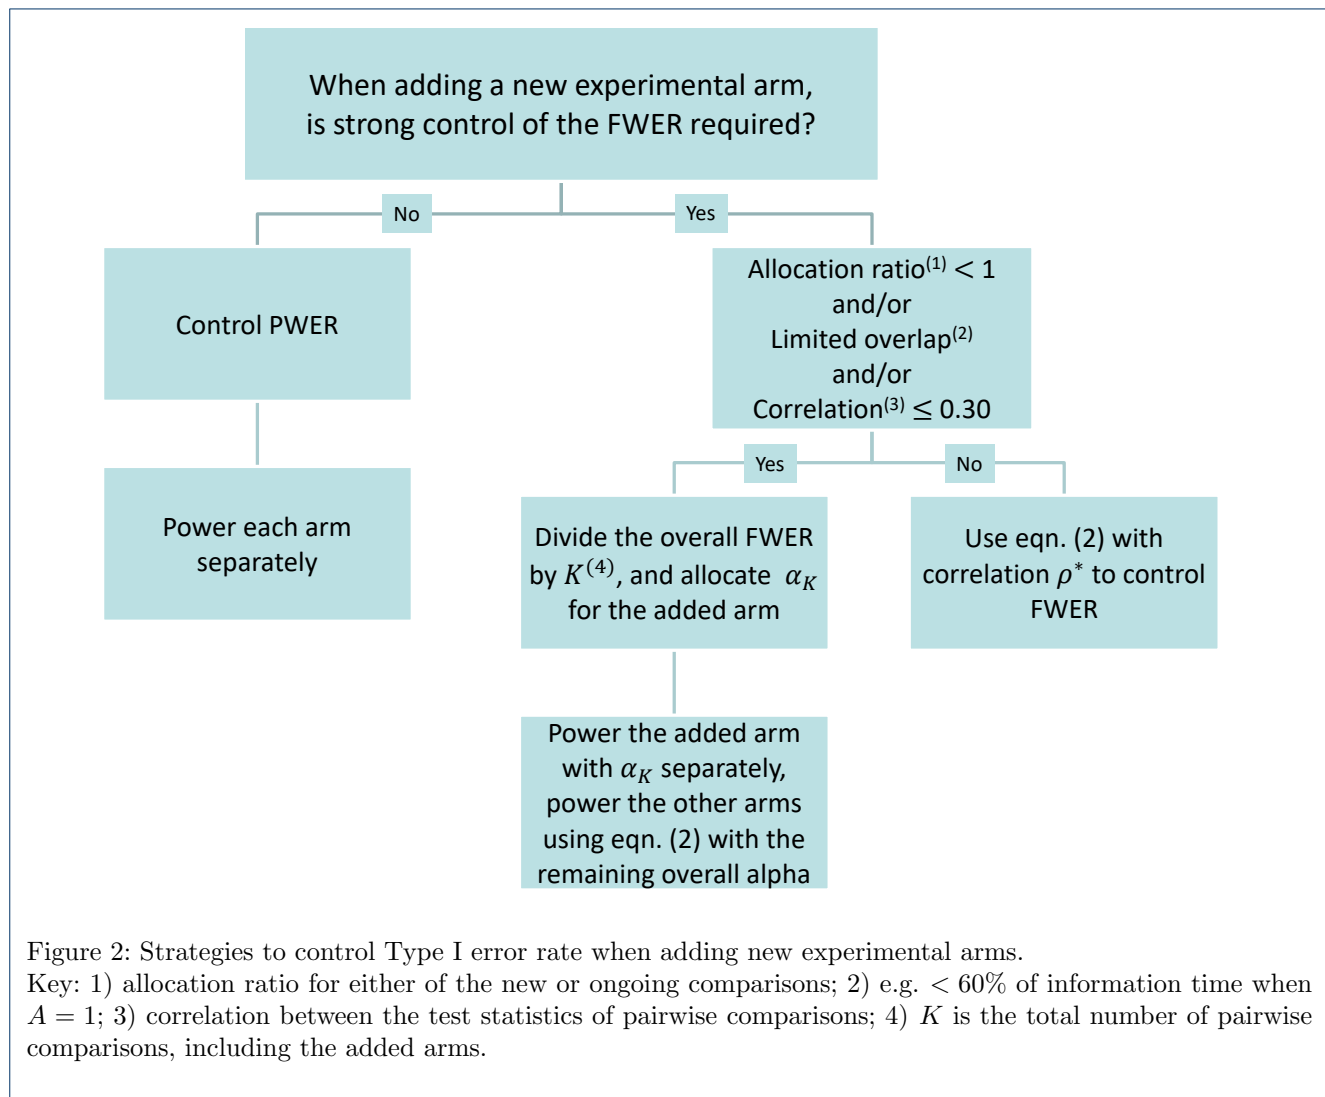 When adding a new experimental arm,
is strong control of the FWER required?
No
Yes
Control PWER
Allocation ratio(1) < 1
and/or
Limited overlap(2)
and/or
Correlation(3) ≤ 0.30
Power each arm
separately
Yes
No
Divide the overall FWER
by K(4), and allocate α_K
for the added arm
Use eqn. (2) with
correlation ρ* to control
FWER
Power the added arm
with α_K separately,
power the other arms
using eqn. (2) with the
remaining overall alpha
Figure 2: Strategies to control Type I error rate when adding new experimental arms.
Key: 1) allocation ratio for either of the new or ongoing comparisons; 2) e.g. < 60% of information time when
A = 1; 3) correlation between the test statistics of pairwise comparisons; 4) K is the total number of pairwise
comparisons, including the added arms.